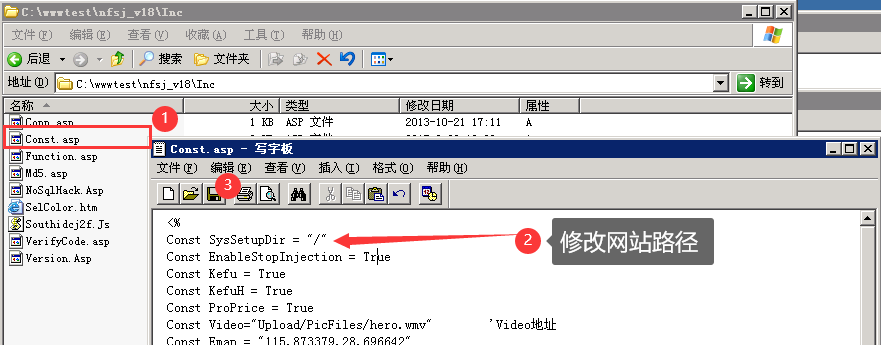 C:\wwwtest\nfsj_v18\Inc
文件(F) 编辑(E) 查看(V) 收藏(A) 工具(T) 帮助(H)
后退 搜索 文件夹
地址(D) C:\wwwtest\nfsj_v18\Inc 转到
名称 大小 类型 修改日期 属性
Conn.asp 1 KB ASP 文件 2013-10-21 17:11 A
1
Const.asp
Function.asp
Md5.asp
NoSqlHack.Asp
SelColor.htm
Southidcj2f.Js
VerifyCode.asp
Version.Asp
Const.asp - 写字板
文件(F) 编辑(E) 查看(V) 插入(I) 格式(O) 帮助(H)
3
<%
Const SysSetupDir = "/"
2 修改网站路径
Const EnableStopInjection = True
Const Kefu = True
Const KefuH = True
Const ProPrice = True
Const Video="Upload/PicFiles/hero.wmv" 'Video地址
Const Emap = "115.873379,28.696642"